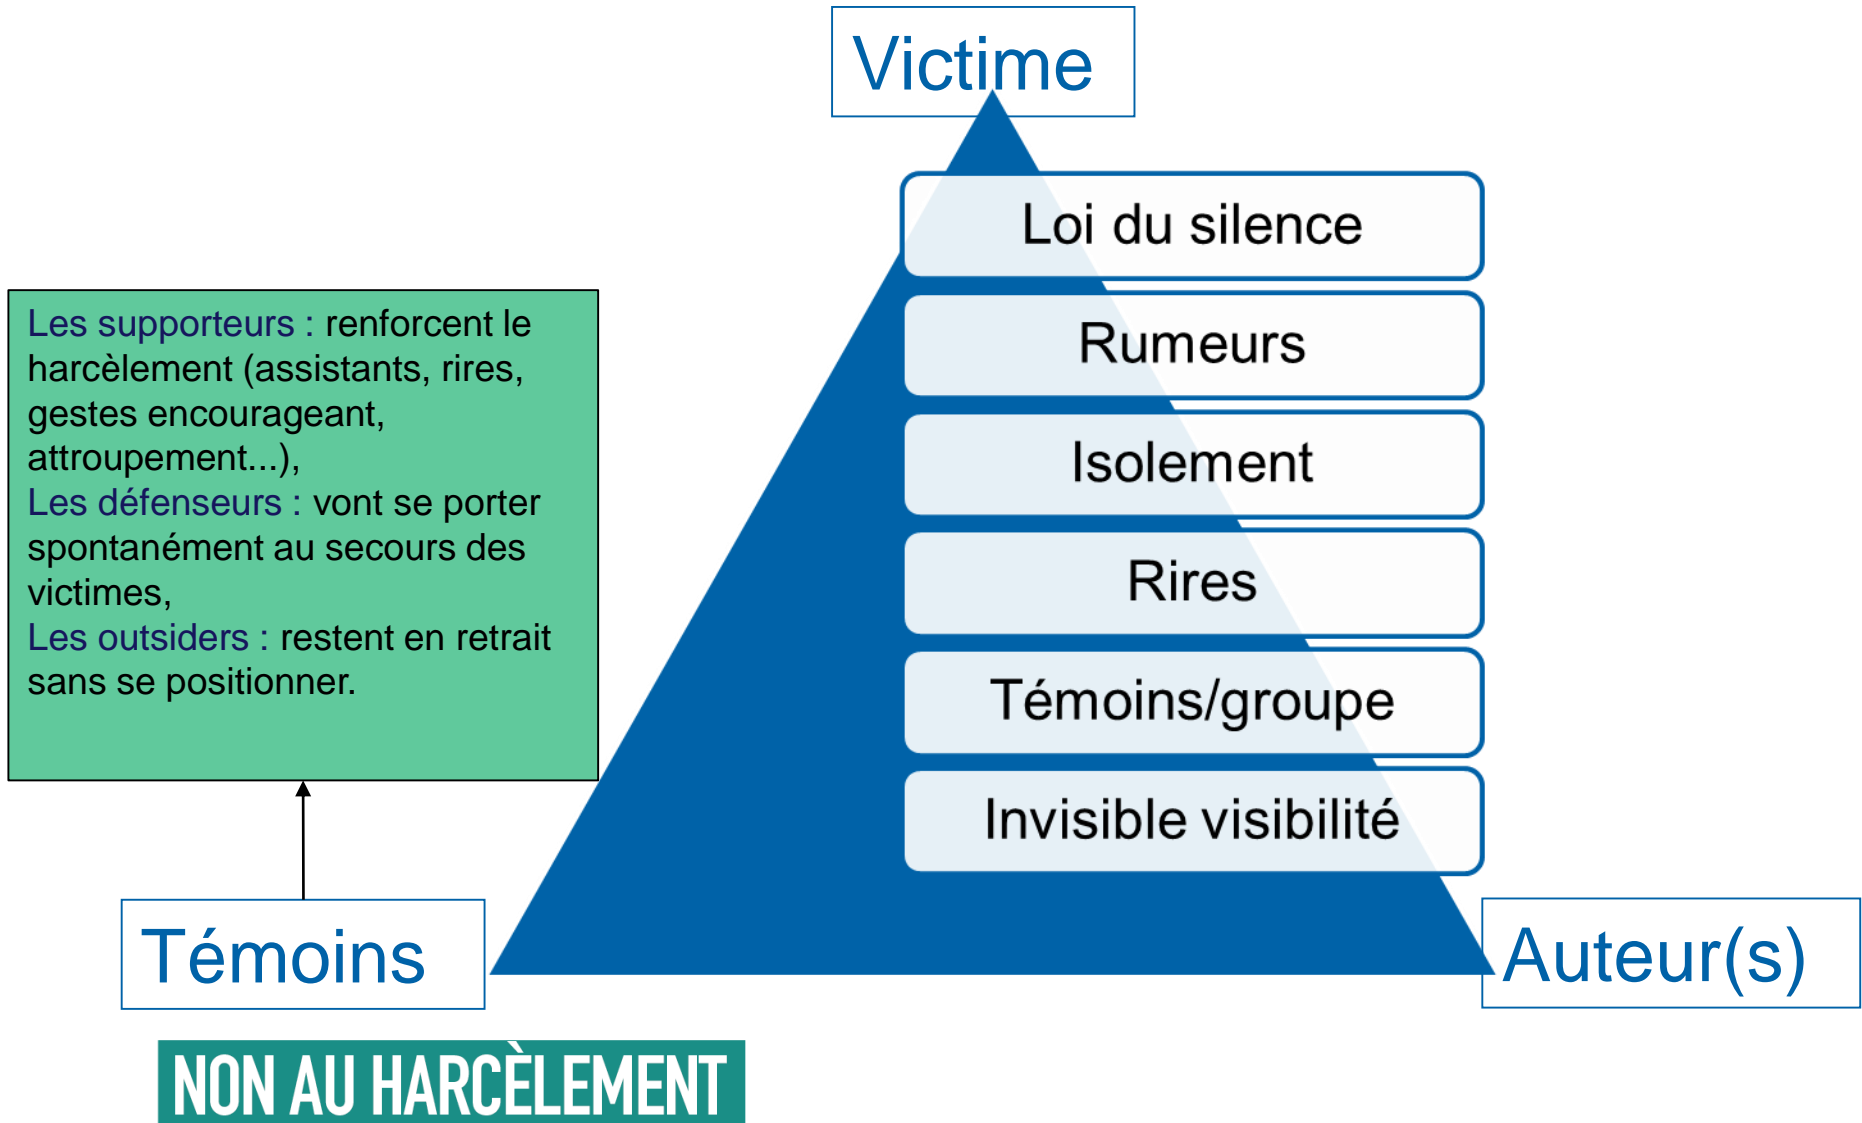 Victime
Loi du silence
Rumeurs
Isolement
Rires
Témoins/groupe
Invisible visibilité
Les supporteurs : renforcent le
harcèlement (assistants, rires,
gestes encourageant,
attroupement...),
Les défenseurs : vont se porter
spontanément au secours des
victimes,
Les outsiders : restent en retrait
sans se positionner.
Témoins
Auteur(s)
NON AU HARCÈLEMENT